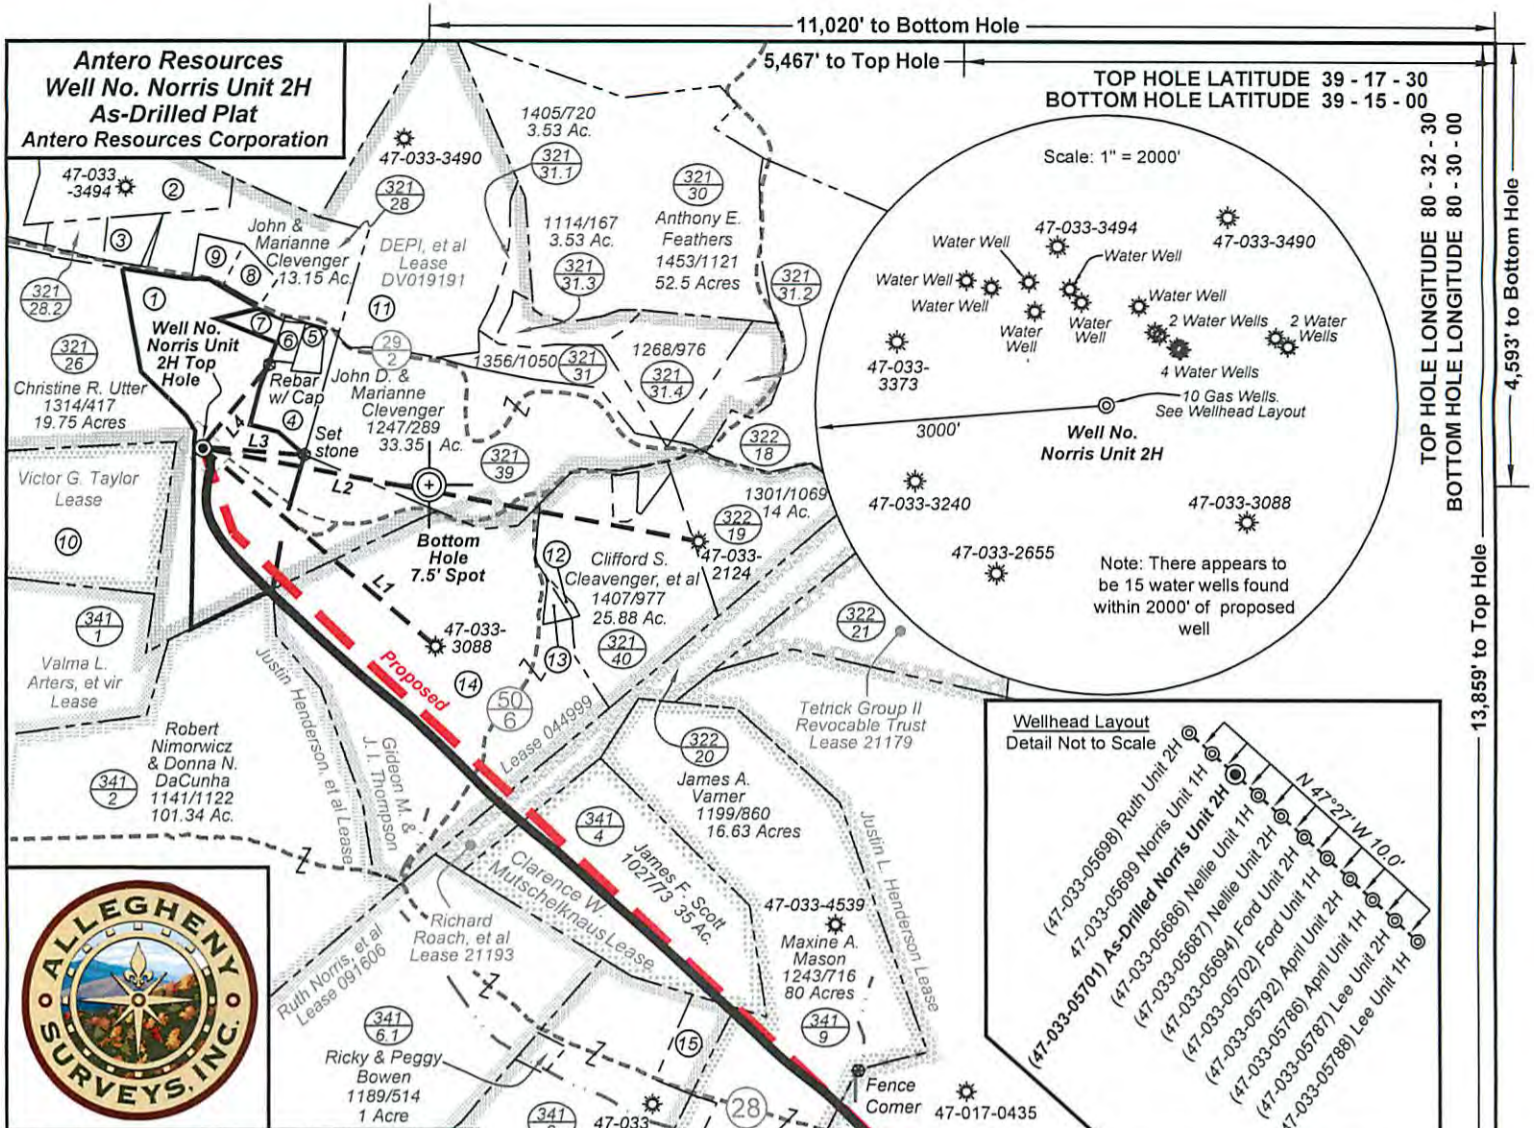 11,020' to Bottom Hole
5,467' to Top Hole
Antero Resources
Well No. Norris Unit 2H
As-Drilled Plat
Antero Resources Corporation
TOP HOLE LATITUDE 39 - 17 - 30
BOTTOM HOLE LATITUDE 39 - 15 - 00
TOP HOLE LONGITUDE 80 - 32 - 30
BOTTOM HOLE LONGITUDE 80 - 30 - 00
4,593' to Bottom Hole
13,859' to Top Hole
47-033
-3494
2
3
9
8
1
7
6
5
4
321
28.2
321
26
Christine R. Utter
1314/417
19.75 Acres
Well No.
Norris Unit
2H Top
Hole
John &
Marianne
Clevenger
13.15 Ac.
321
28
47-033-3490
DEPI, et al
Lease
DV019191
11
29
2
1405/720
3.53 Ac.
321
31.1
1114/167
3.53 Ac.
321
31.3
321
30
Anthony E.
Feathers
1453/1121
52.5 Acres
321
31.2
1356/1050
321
31
1268/976
321
31.4
Rebar
w/ Cap
John D. &
Marianne
Clevenger
1247/289
33.35 Ac.
Set
stone
L4
L3
L2
L1
321
39
322
18
1301/1069
14 Ac.
322
19
47-033-
2124
Victor G. Taylor
Lease
10
Bottom
Hole
7.5' Spot
12
Clifford S.
Cleavenger, et al
1407/977
25.88 Ac.
321
40
13
47-033-
3088
14
Proposed
50
6
Lease 044999
341
1
Valma L.
Arters, et vir
Lease
Robert
Nimorwicz
& Donna N.
DaCunha
1141/1122
101.34 Ac.
341
2
Justin Henderson, et al Lease
Gideon M. &
J. I. Thompson
322
21
Tetrick Group II
Revocable Trust
Lease 21179
322
20
James A.
Varner
1199/860
16.63 Acres
341
4
James F. Scott
1027/73 35 Ac.
Clarence W.
Mutschelknaus Lease
Justin L. Henderson Lease
Richard
Roach, et al
Lease 21193
Ruth Norris, et al
Lease 091606
47-033-4539
Maxine A.
Mason
1243/716
80 Acres
341
9
341
6.1
Ricky & Peggy
Bowen
1189/514
1 Acre
15
28
341
47-033
Fence
Corner
47-017-0435
ALLEGHENY
SURVEYS, INC.
Scale: 1" = 2000'
47-033-3494
47-033-3490
Water Well
Water Well
Water Well
Water Well
Water
Well
Water
Well
Water Well
2 Water Wells
2 Water
Wells
4 Water Wells
47-033-
3373
10 Gas Wells.
See Wellhead Layout
3000'
Well No.
Norris Unit 2H
47-033-3240
47-033-3088
47-033-2655
Note: There appears to
be 15 water wells found
within 2000' of proposed
well
Wellhead Layout
Detail Not to Scale
N 47°27' W 10.0'
(47-033-05698) Ruth Unit 2H
47-033-05699 Norris Unit 1H
(47-033-05701) As-Drilled Norris Unit 2H
(47-033-05686) Nellie Unit 1H
(47-033-05687) Nellie Unit 2H
(47-033-05694) Ford Unit 2H
(47-033-05702) Ford Unit 1H
(47-033-05792) April Unit 2H
(47-033-05786) April Unit 1H
(47-033-05787) Lee Unit 2H
47-033-05788) Lee Unit 1H